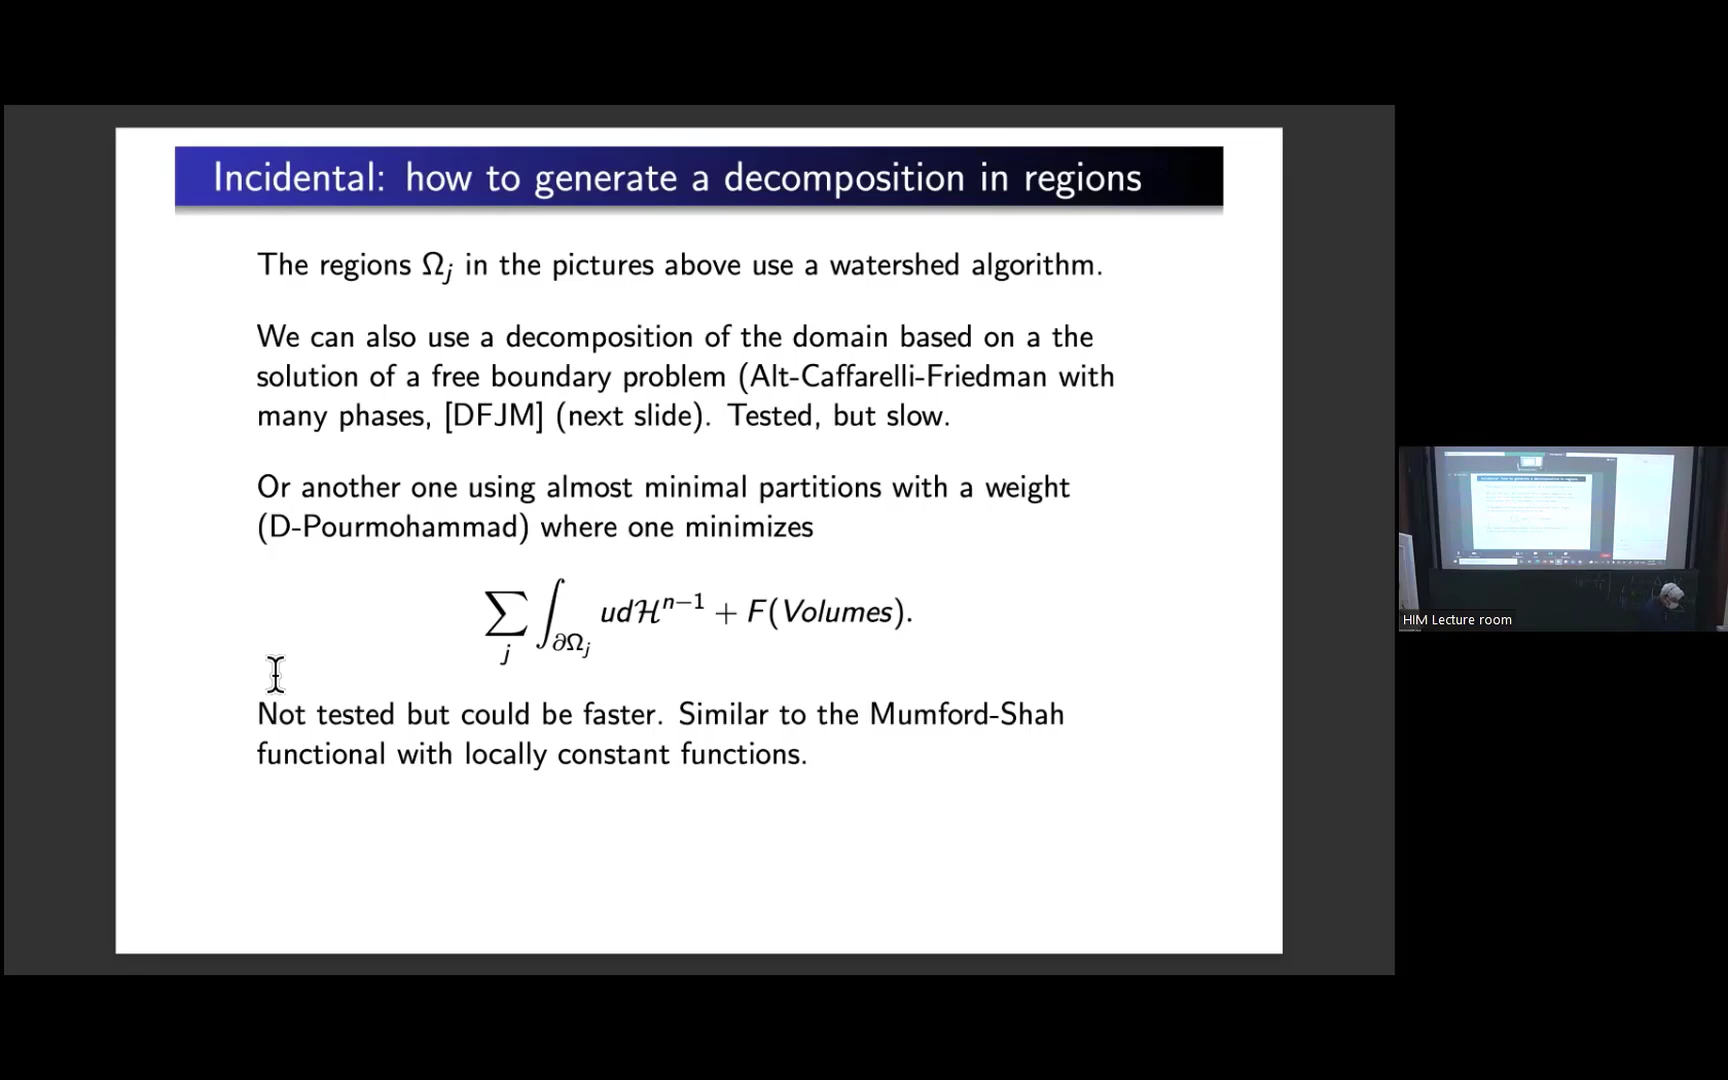 Incidental: how to generate a decomposition in regions
The regions Ωj in the pictures above use a watershed algorithm.
We can also use a decomposition of the domain based on a the
solution of a free boundary problem (Alt-Caffarelli-Friedman with
many phases, [DFJM] (next slide). Tested, but slow.
Or another one using almost minimal partitions with a weight
(D-Pourmohammad) where one minimizes
∑_j ∫_{∂Ωj} udℋ^{n−1} + F(Volumes).
Not tested but could be faster. Similar to the Mumford-Shah
functional with locally constant functions.
HIM Lecture room